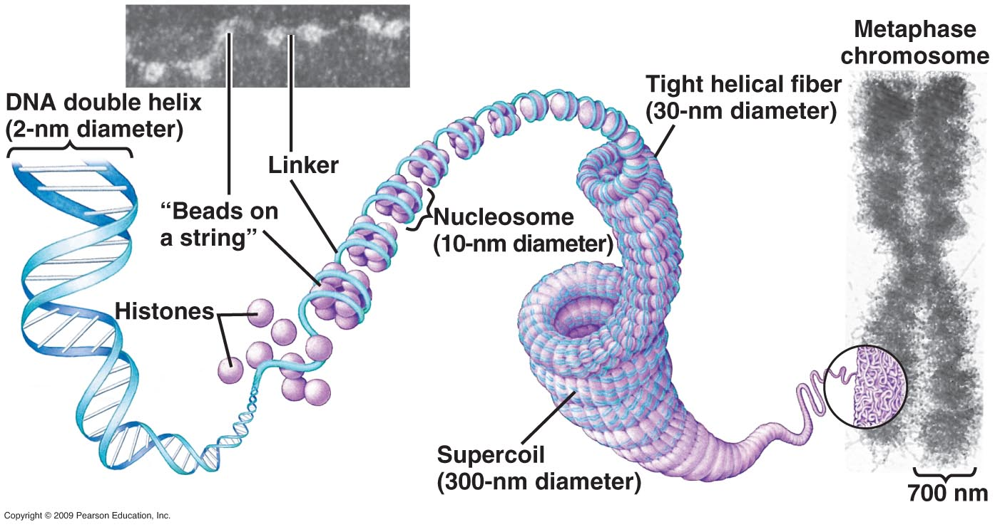 Metaphase
chromosome
Tight helical fiber
(30-nm diameter)
DNA double helix
(2-nm diameter)
Linker
“Beads on
a string”
Nucleosome
(10-nm diameter)
Histones
Supercoil
(300-nm diameter)
700 nm
Copyright © 2009 Pearson Education, Inc.